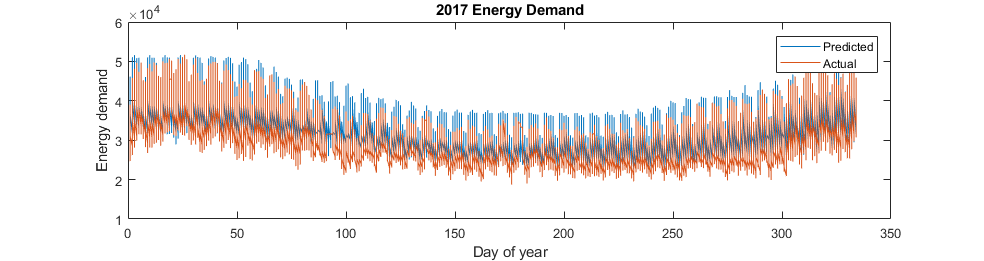 2017 Energy Demand
×10⁴
6
5
4
3
2
1
Energy demand
Predicted
Actual
0 50 100 150 200 250 300 350
Day of year